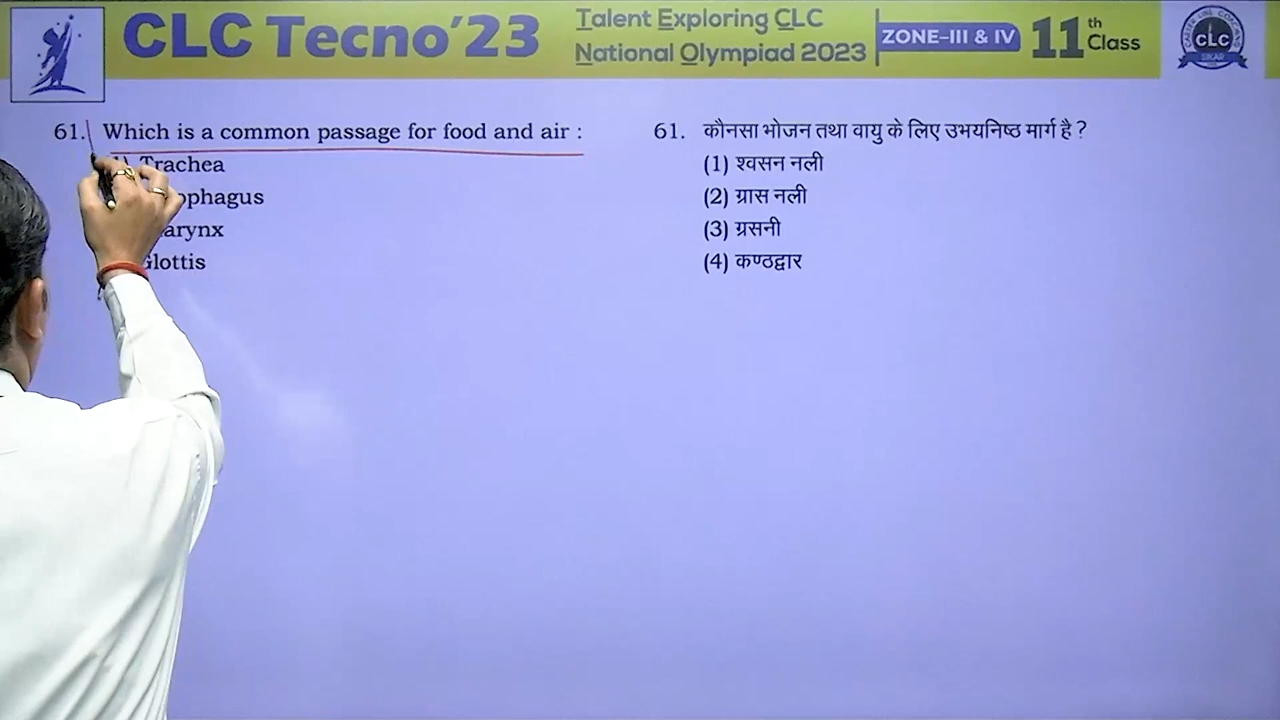 CLC Tecno'23
Talent Exploring CLC
National Olympiad 2023
ZONE–III & IV
11th Class
CLC
SIKAR
61. Which is a common passage for food and air :
Trachea
ophagus
arynx
Glottis
61. कौनसा भोजन तथा वायु के लिए उभयनिष्ठ मार्ग है ?
(1) श्वसन नली
(2) ग्रास नली
(3) ग्रसनी
(4) कण्ठद्वार